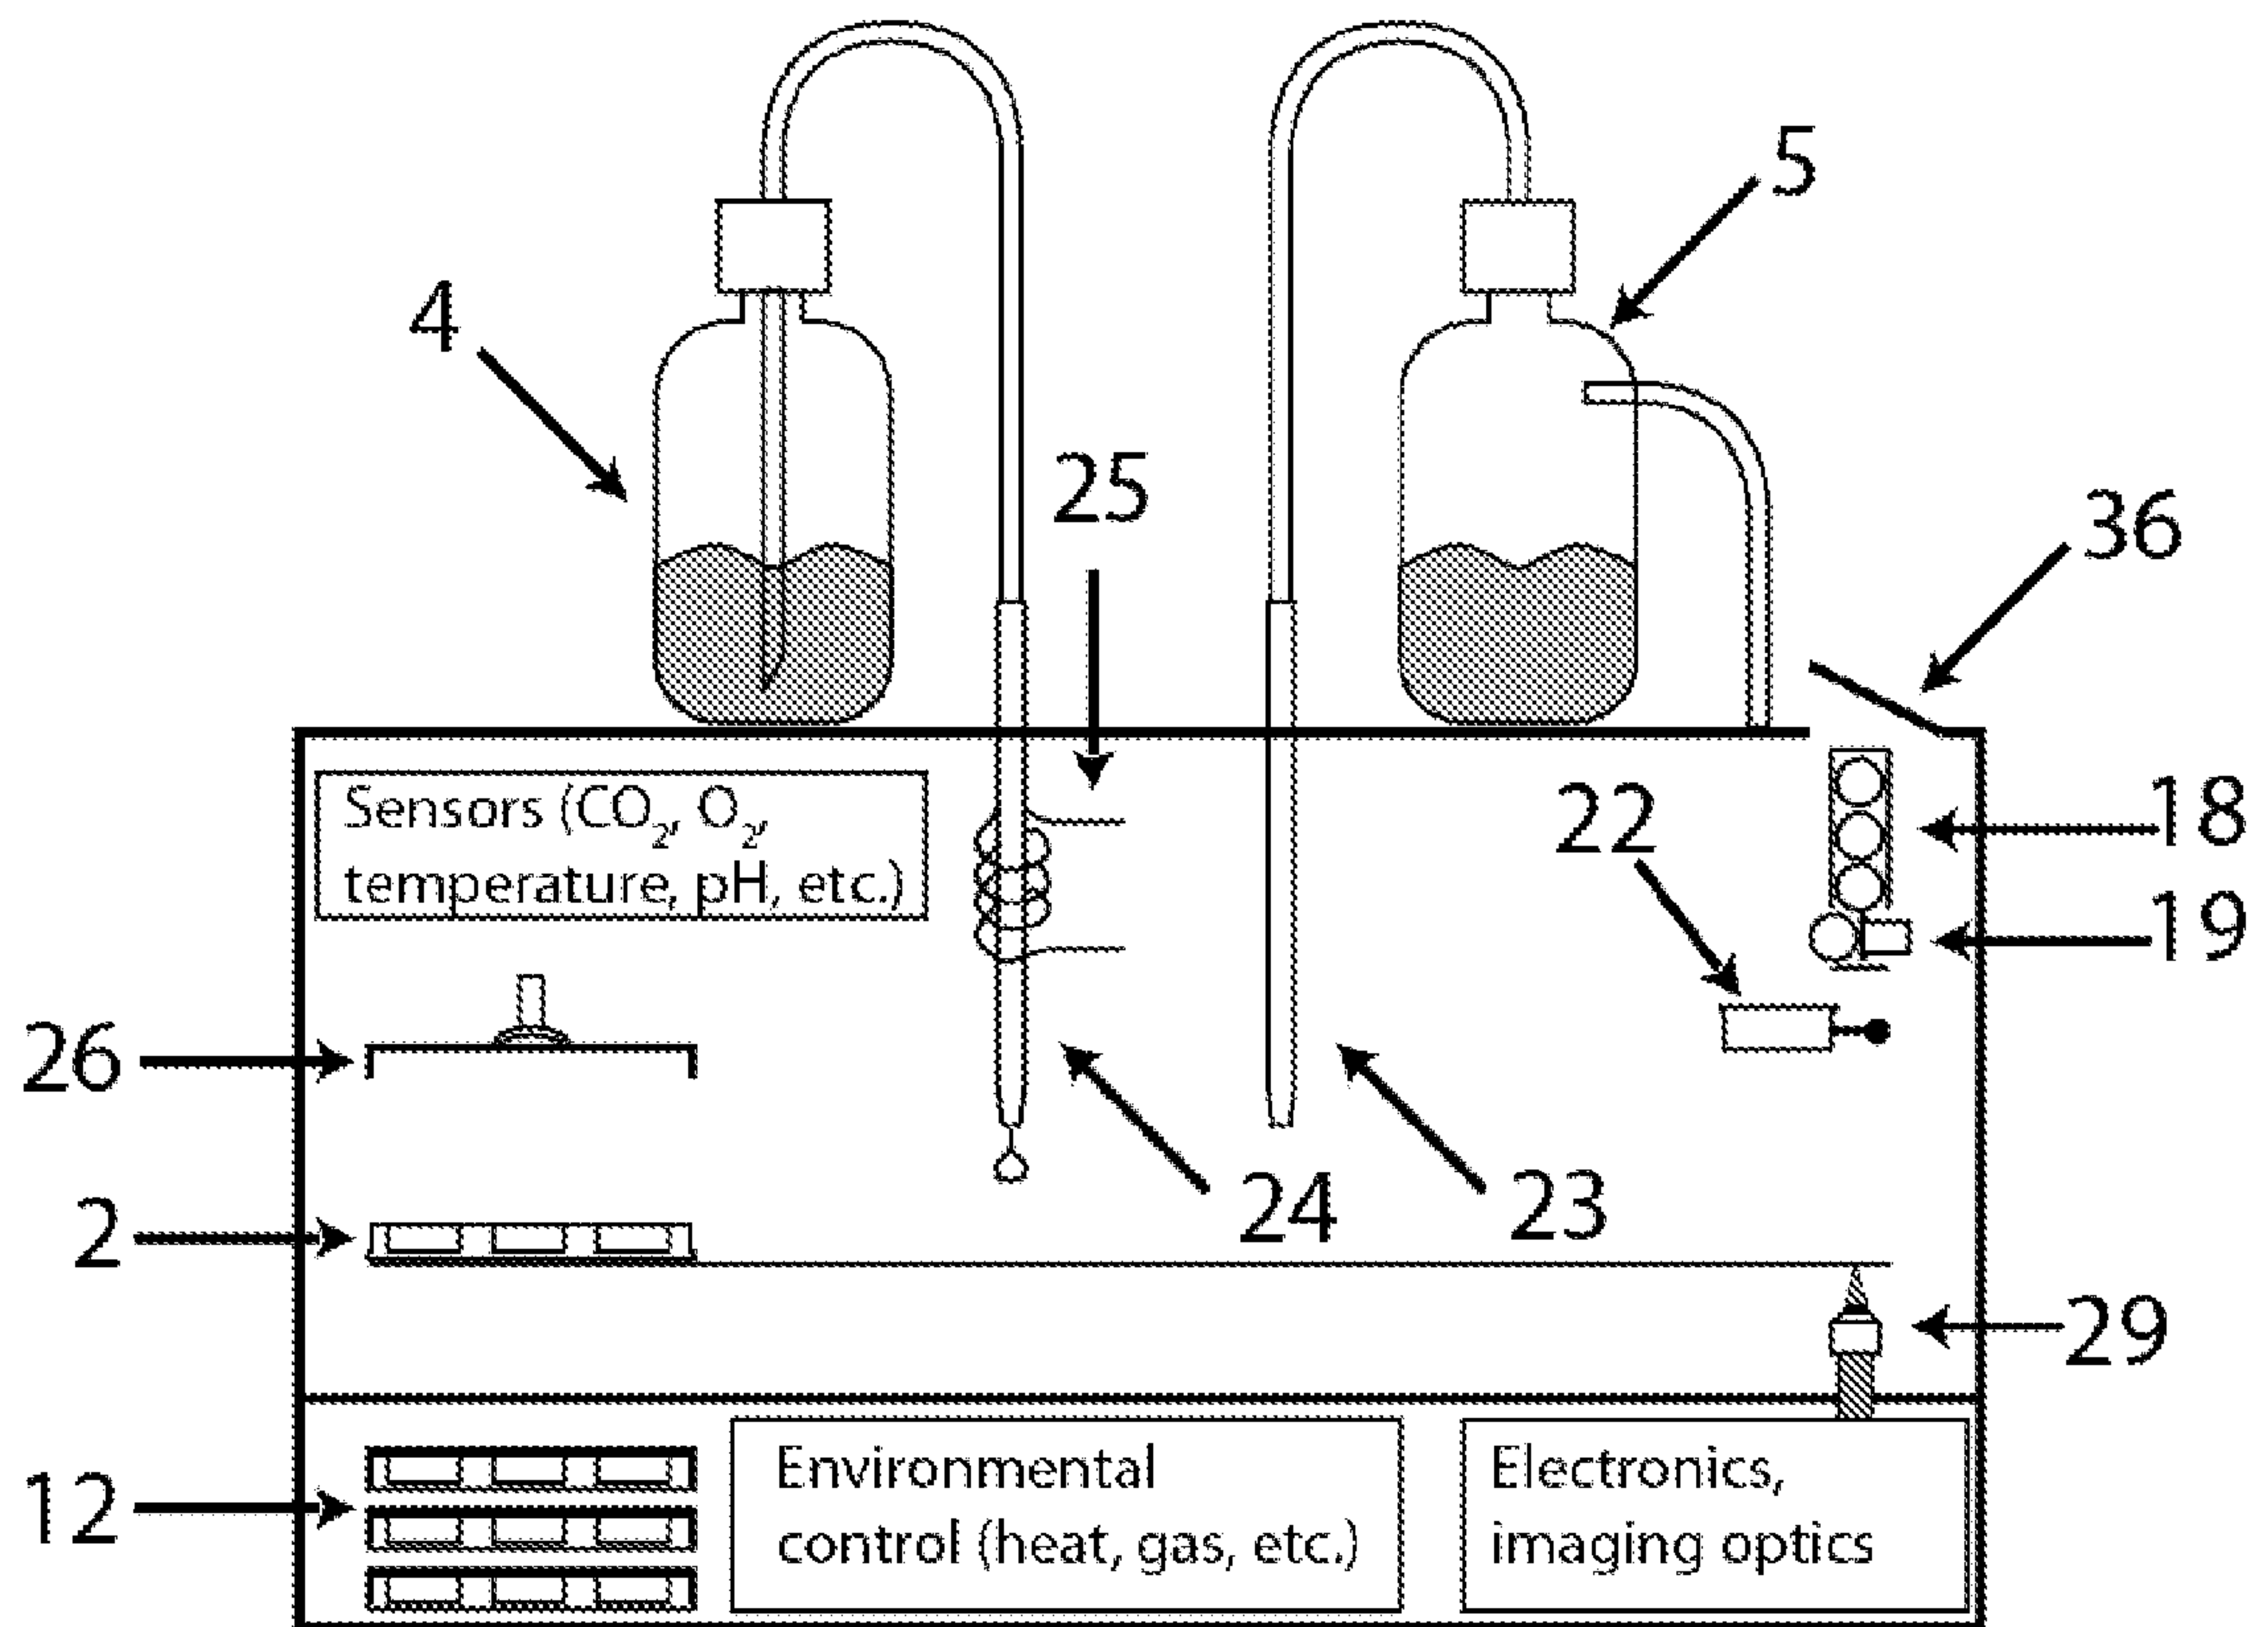 5
4
25
36
Sensors (CO₂, O₂,
temperature, pH, etc.)
22
18
19
26
24
23
2
29
12
Environmental
control (heat, gas, etc.)
Electronics,
imaging optics